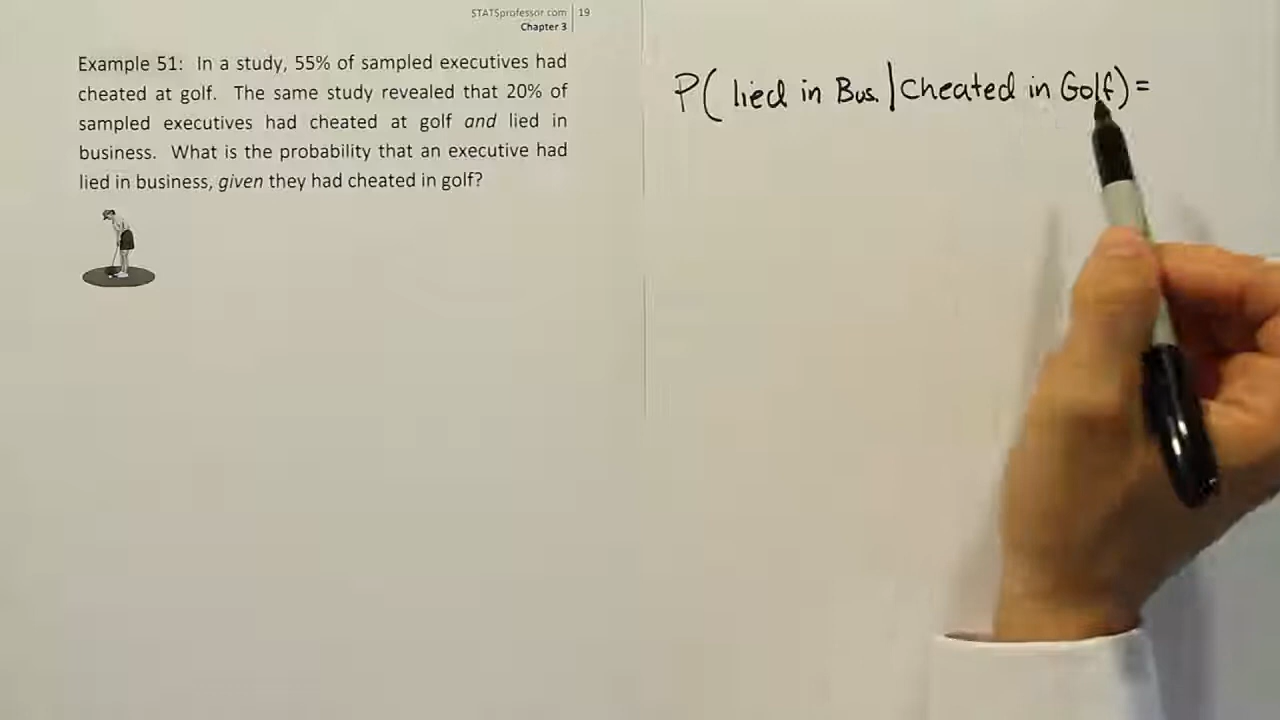 STATSprofessor.com | 19
Chapter 3
Example 51: In a study, 55% of sampled executives had
cheated at golf. The same study revealed that 20% of
sampled executives had cheated at golf and lied in
business. What is the probability that an executive had
lied in business, given they had cheated in golf?
P( lied in Bus. | Cheated in Golf) =